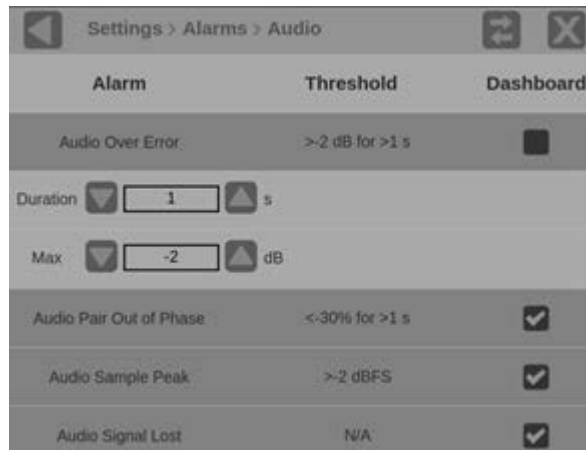 Settings > Alarms > Audio
Alarm Threshold Dashboard
Audio Over Error >-2 dB for >1 s
Duration 1 s
Max -2 dB
Audio Pair Out of Phase <-30% for >1 s
Audio Sample Peak >-2 dBFS
Audio Signal Lost N/A